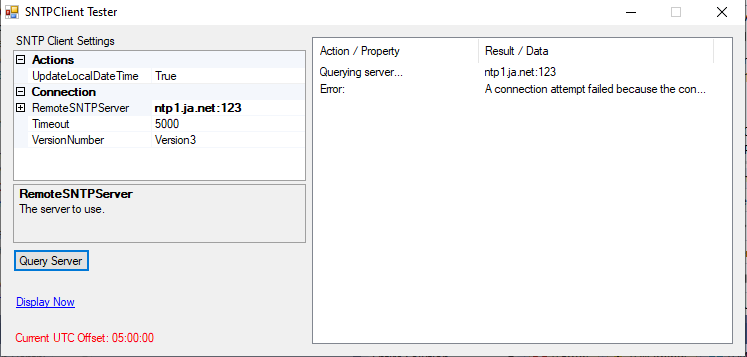 SNTPClient Tester
SNTP Client Settings
Actions
UpdateLocalDateTime True
Connection
RemoteSNTPServer ntp1.ja.net:123
Timeout 5000
VersionNumber Version3
RemoteSNTPServer
The server to use.
Query Server
Display Now
Current UTC Offset: 05:00:00
Action / Property Result / Data
Querying server... ntp1.ja.net:123
Error: A connection attempt failed because the con...